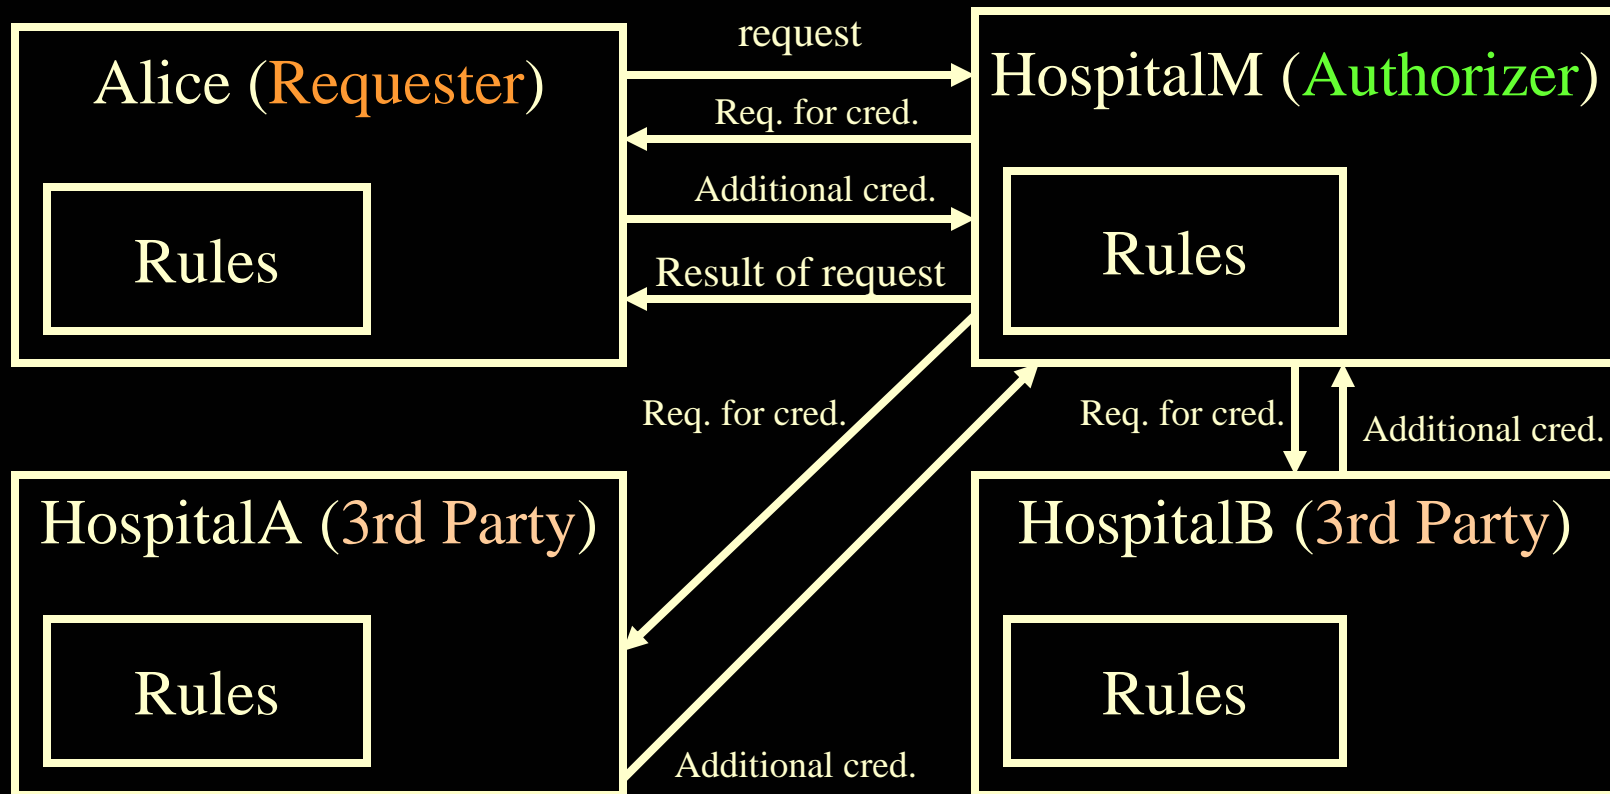 request
Alice (Requester)
HospitalM (Authorizer)
Req. for cred.
Additional cred.
Rules
Rules
Result of request
Req. for cred.
Req. for cred.
Additional cred.
HospitalA (3rd Party)
HospitalB (3rd Party)
Rules
Rules
Additional cred.